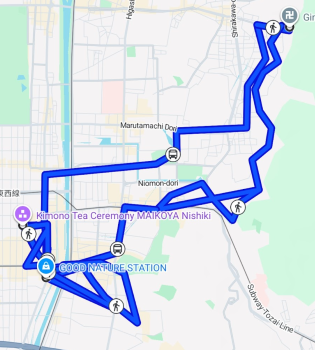 Gin
Shirakawa-
Higas
Marutamachi Dori
Niomon-dori
東西線
Kimono Tea Ceremony MAIKOYA Nishiki
GOOD NATURE STATION
Subway-Tozai Line